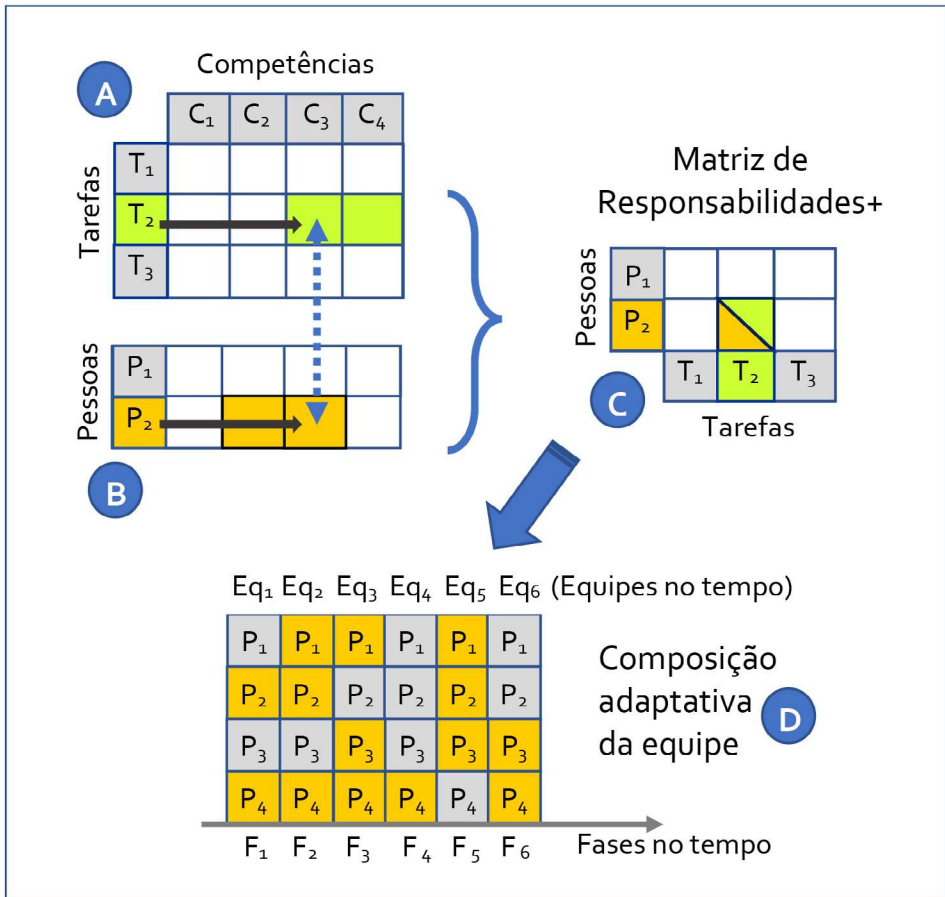 Competências
A
C₁ C₂ C₃ C₄
Tarefas
T₁
T₂
T₃
Pessoas
P₁
P₂
B
Matriz de
Responsabilidades+
Pessoas
P₁
P₂
T₁ T₂ T₃
C
Tarefas
Eq₁ Eq₂ Eq₃ Eq₄ Eq₅ Eq₆ (Equipes no tempo)
P₁ P₁ P₁ P₁ P₁ P₁
P₂ P₂ P₂ P₂ P₂ P₂
P₃ P₃ P₃ P₃ P₃ P₃
P₄ P₄ P₄ P₄ P₄ P₄
Composição
adaptativa
da equipe
D
F₁ F₂ F₃ F₄ F₅ F₆ Fases no tempo